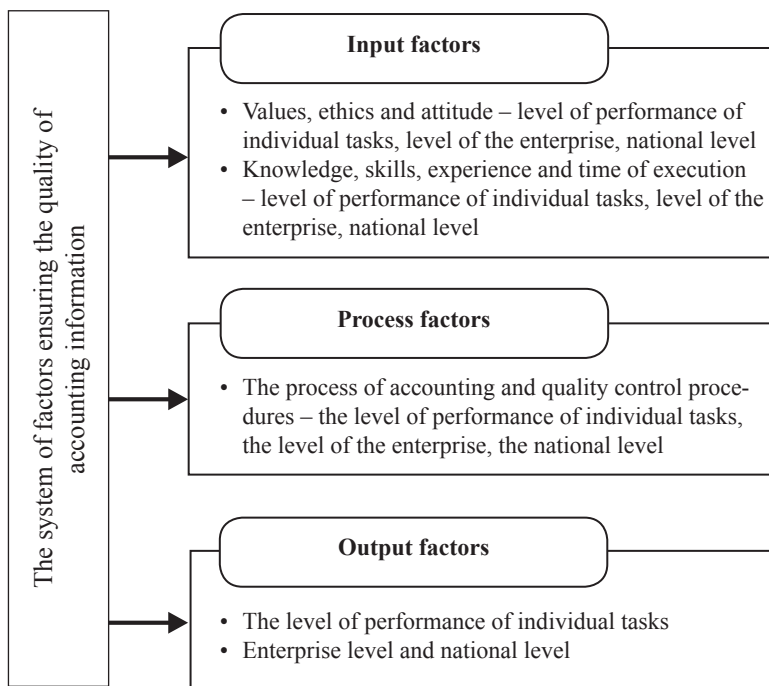 The system of factors ensuring the quality of
accounting information
Input factors
• Values, ethics and attitude – level of performance of
individual tasks, level of the enterprise, national level
• Knowledge, skills, experience and time of execution
– level of performance of individual tasks, level of the
enterprise, national level
Process factors
• The process of accounting and quality control proce-
dures – the level of performance of individual tasks,
the level of the enterprise, the national level
Output factors
• The level of performance of individual tasks
• Enterprise level and national level